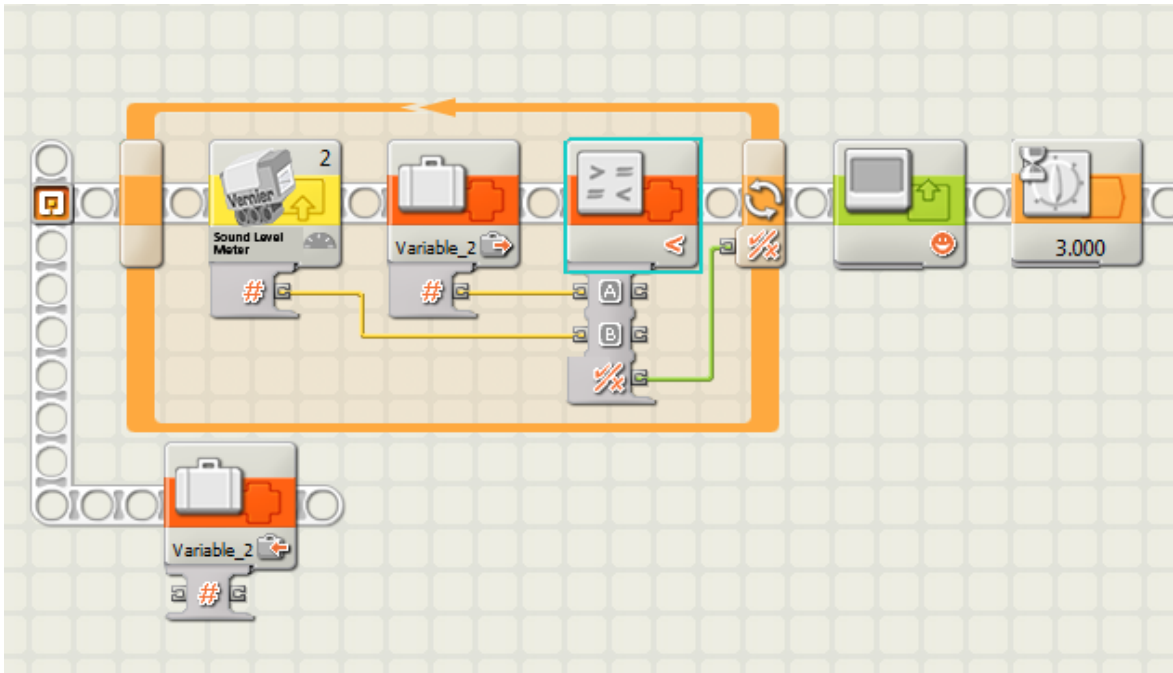 2
Vernier
Sound Level
Meter
#
Variable_2
#
> =
= <
<
A
B
3.000
Variable_2
#